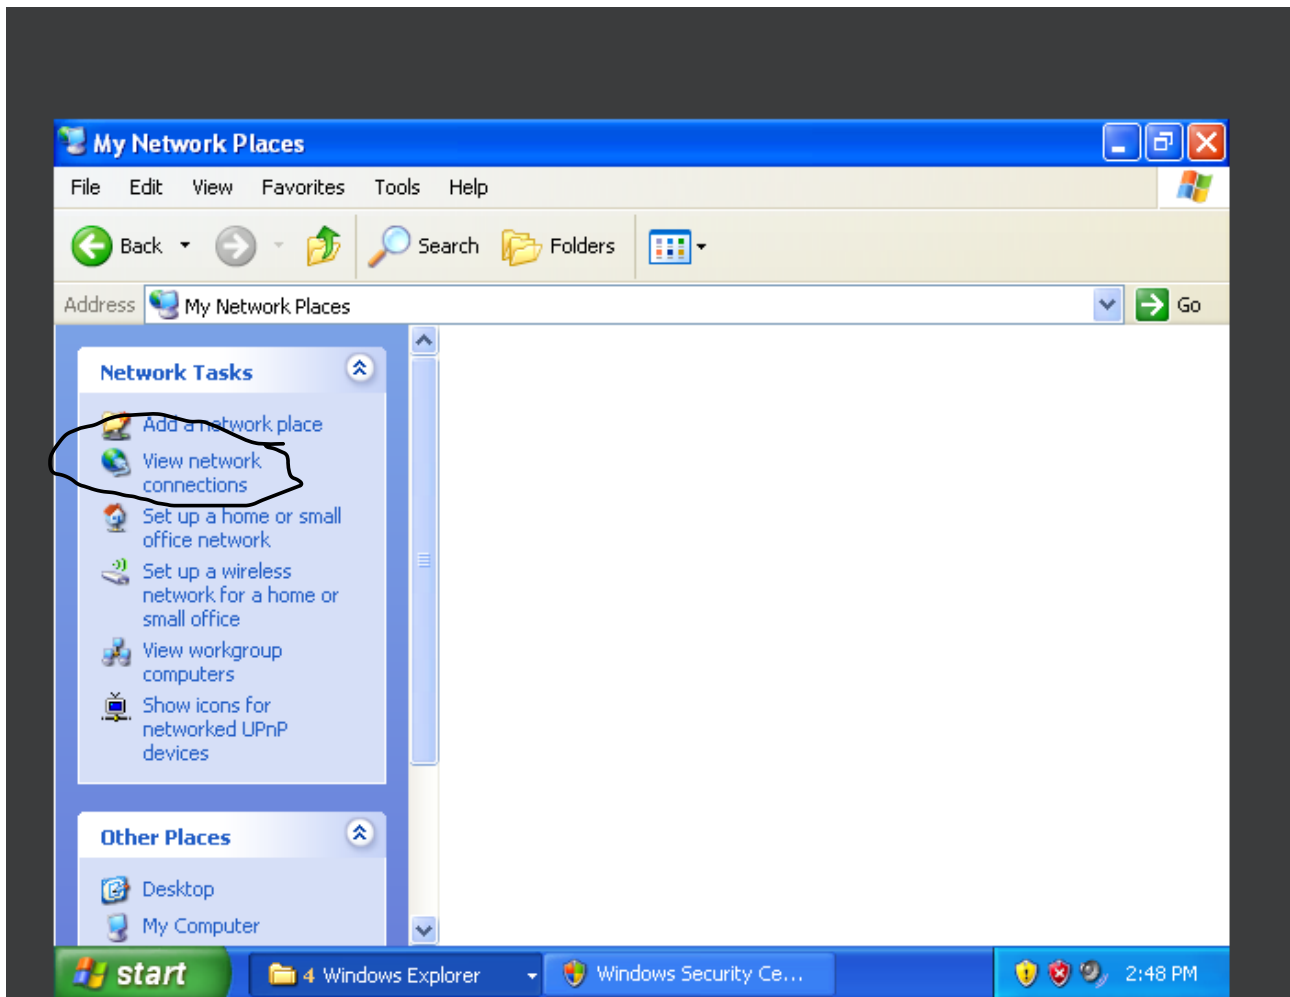 My Network Places
File Edit View Favorites Tools Help
Back Search Folders
Address My Network Places Go
Network Tasks
Add a network place
View network
connections
Set up a home or small
office network
Set up a wireless
network for a home or
small office
View workgroup
computers
Show icons for
networked UPnP
devices
Other Places
Desktop
My Computer
start 4 Windows Explorer Windows Security Ce... 2:48 PM